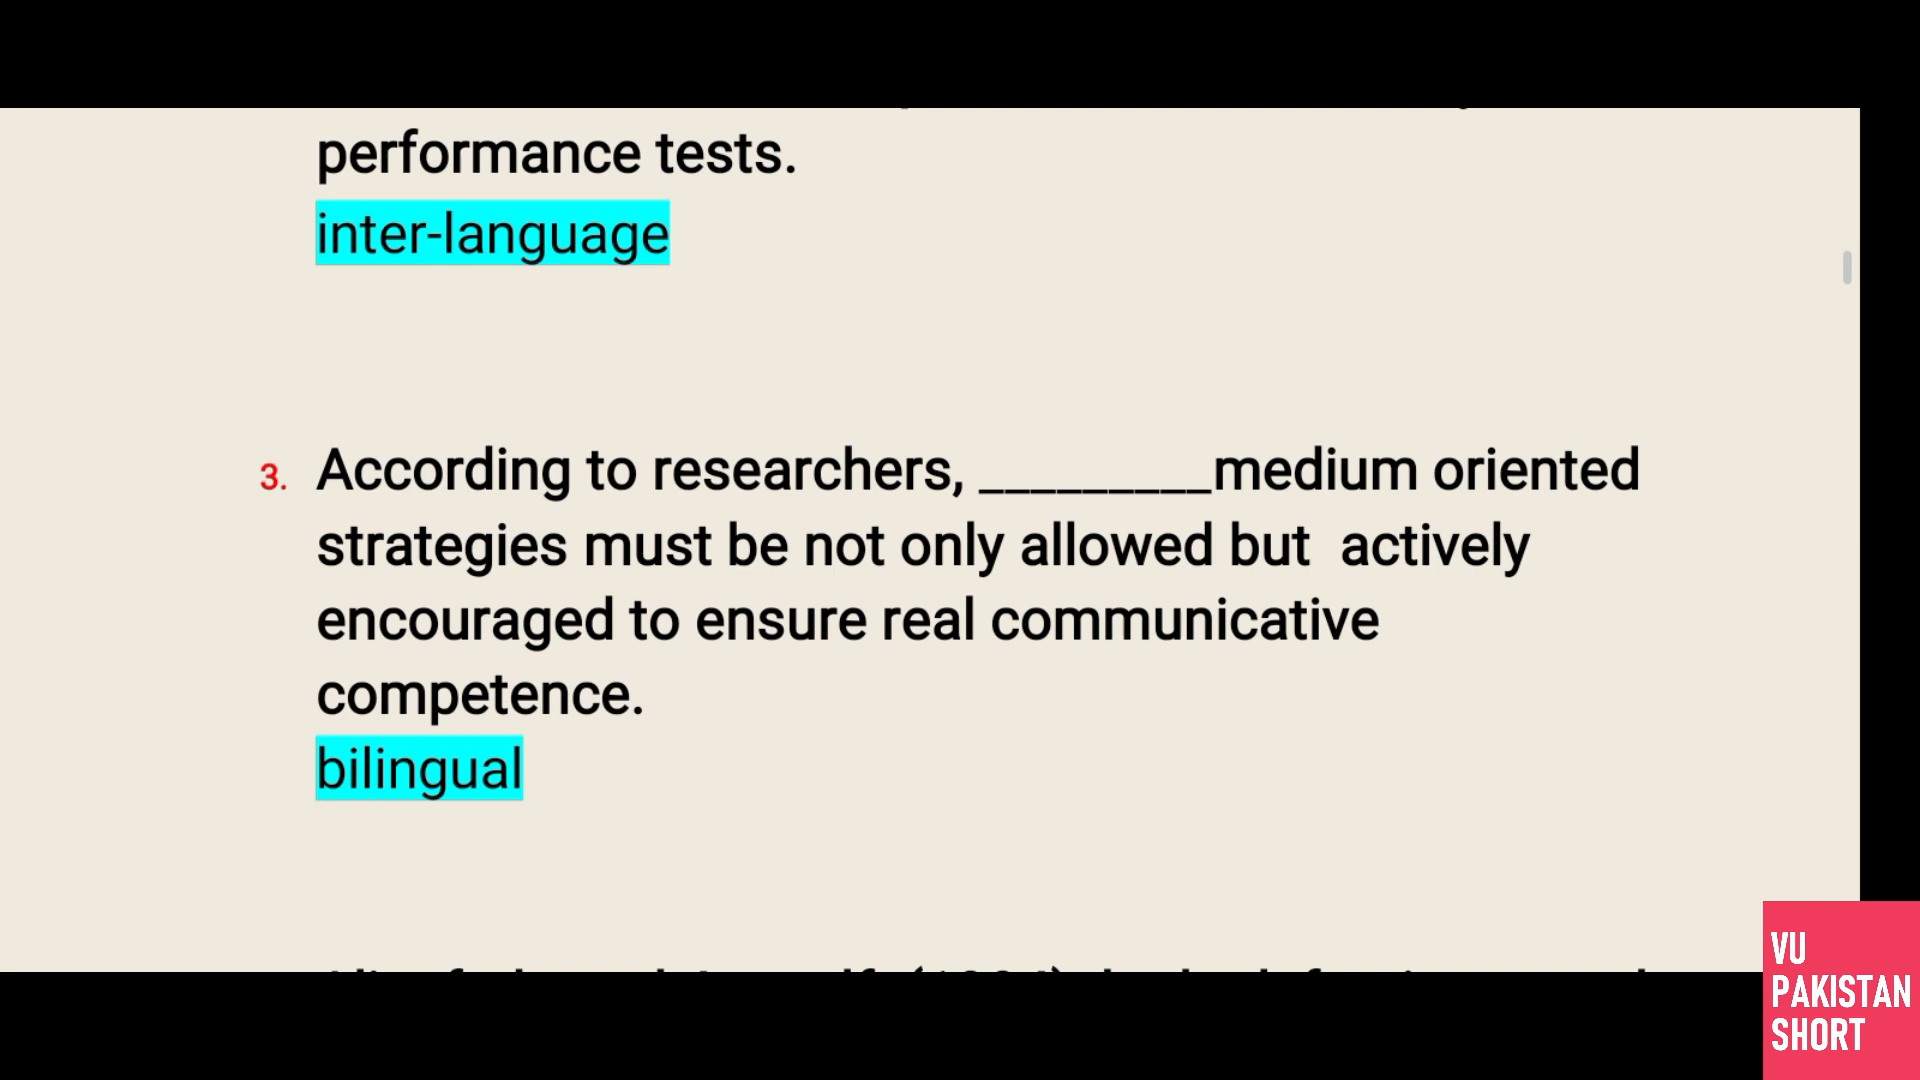 performance tests.
inter-language
3. According to researchers, _________medium oriented
strategies must be not only allowed but actively
encouraged to ensure real communicative
competence.
bilingual
VU
PAKISTAN
SHORT